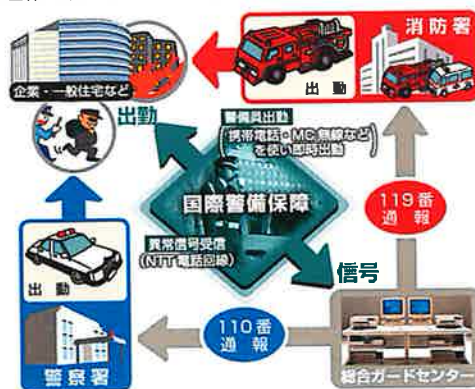 消防署
出動
企業・一般住宅など
出動
警備員出動
(携帯電話・MC無線など
を使い即時出動)
国際警備保障
119番
通報
異常信号受信
(NTT電話回線)
信号
出動
110番
通報
警察署
総合ガードセンター